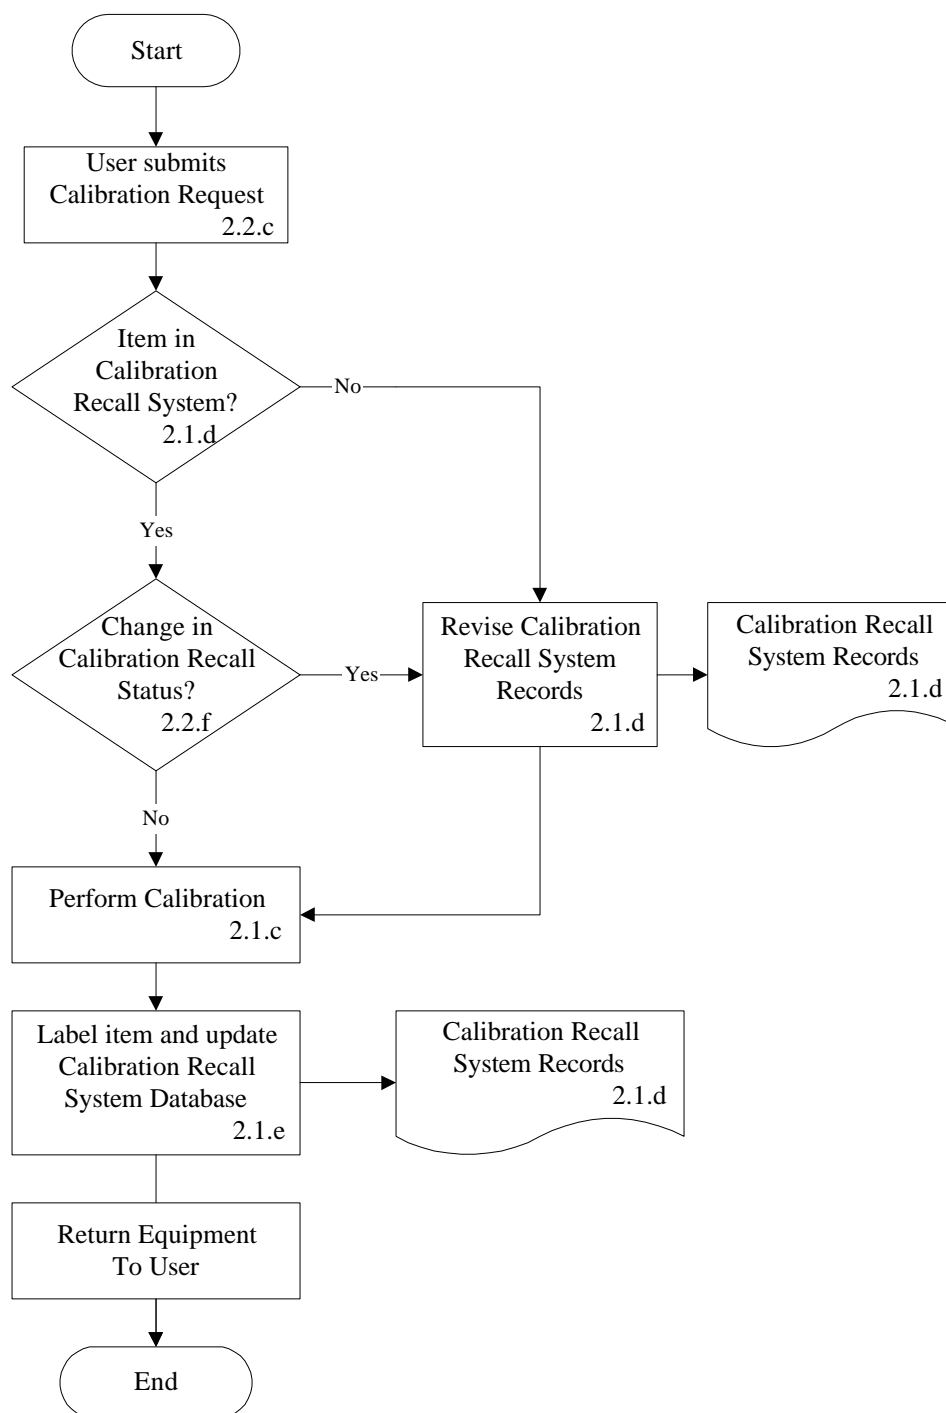 Start
User submits
Calibration Request
2.2.c
Item in
Calibration
Recall System?
2.1.d
No
Yes
Change in
Calibration Recall
Status?
2.2.f
Yes
Revise Calibration
Recall System
Records
2.1.d
Calibration Recall
System Records
2.1.d
No
Perform Calibration
2.1.c
Label item and update
Calibration Recall
System Database
2.1.e
Calibration Recall
System Records
2.1.d
Return Equipment
To User
End